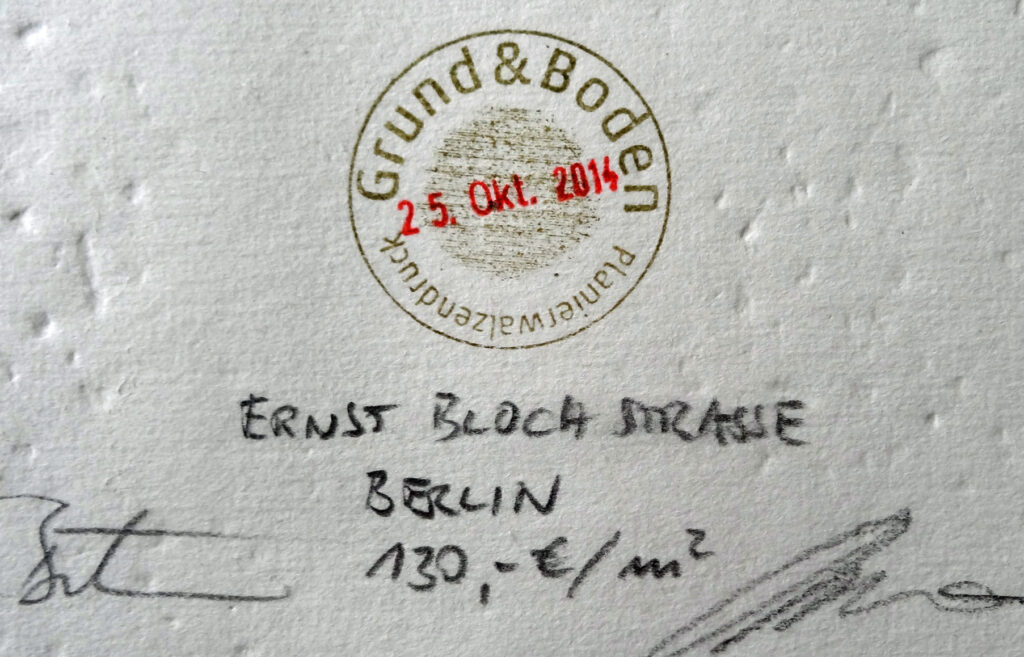 Grund & Boden
25. Okt. 2014
Planierwalzendruck
ERNST BLOCH STRASSE
BERLIN
130,- €/m²